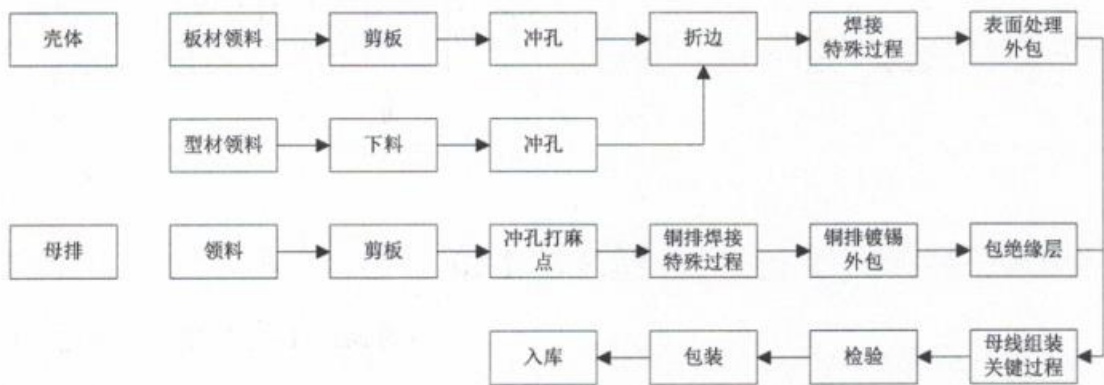 壳体
板材领料
剪板
冲孔
折边
焊接
特殊过程
表面处理
外包
型材领料
下料
冲孔
母排
领料
剪板
冲孔打麻
点
铜排焊接
特殊过程
铜排镀锡
外包
包绝缘层
入库
包装
检验
母线组装
关键过程